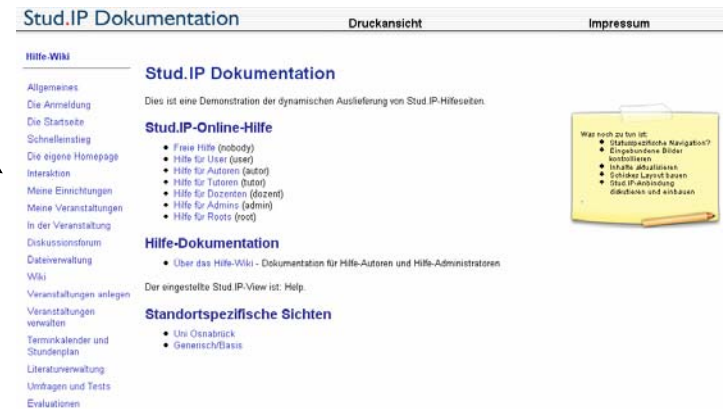 Stud.IP Dokumentation
Druckansicht
Impressum
Hilfe-Wiki
Allgemeines
Die Anmeldung
Die Startseite
Schnelleinstieg
Die eigene Homepage
Interaktion
Meine Einrichtungen
Meine Veranstaltungen
In der Veranstaltung
Diskussionsforum
Dateiverwaltung
Wiki
Veranstaltungen anlegen
Veranstaltungen
verwalten
Terminkalender und
Stundenplan
Literaturverwaltung
Umfragen und Tests
Evaluationen
Stud.IP Dokumentation
Dies ist eine Demonstration der dynamischen Auslieferung von Stud.IP-Hilfeseiten.
Stud.IP-Online-Hilfe
Freie Hilfe (nobody)
Hilfe für User (user)
Hilfe für Autoren (autor)
Hilfe für Tutoren (tutor)
Hilfe für Dozenten (dozent)
Hilfe für Admins (admin)
Hilfe für Roots (root)
Hilfe-Dokumentation
Über das Hilfe-Wiki - Dokumentation für Hilfe-Autoren und Hilfe-Administratoren
Der eingestellte Stud.IP-View ist: Help.
Standortspezifische Sichten
Uni Osnabrück
Generisch/Basis
Was noch zu tun ist:
Statusspezifische Navigation?
Eingebundene Bilder
kontrollieren
Inhalte aktualisieren
Schickes Layout bauen
Stud.IP-Anbindung
diskutieren und einbauen